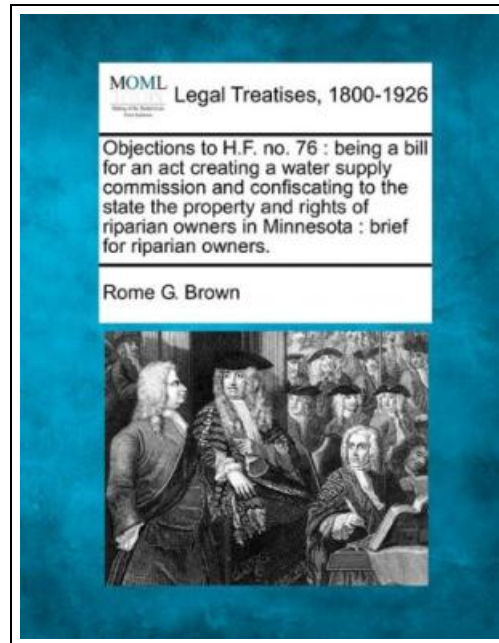 MOML
Legal Treatises, 1800-1926
Objections to H.F. no. 76 : being a bill
for an act creating a water supply
commission and confiscating to the
state the property and rights of
riparian owners in Minnesota : brief
for riparian owners.
Rome G. Brown